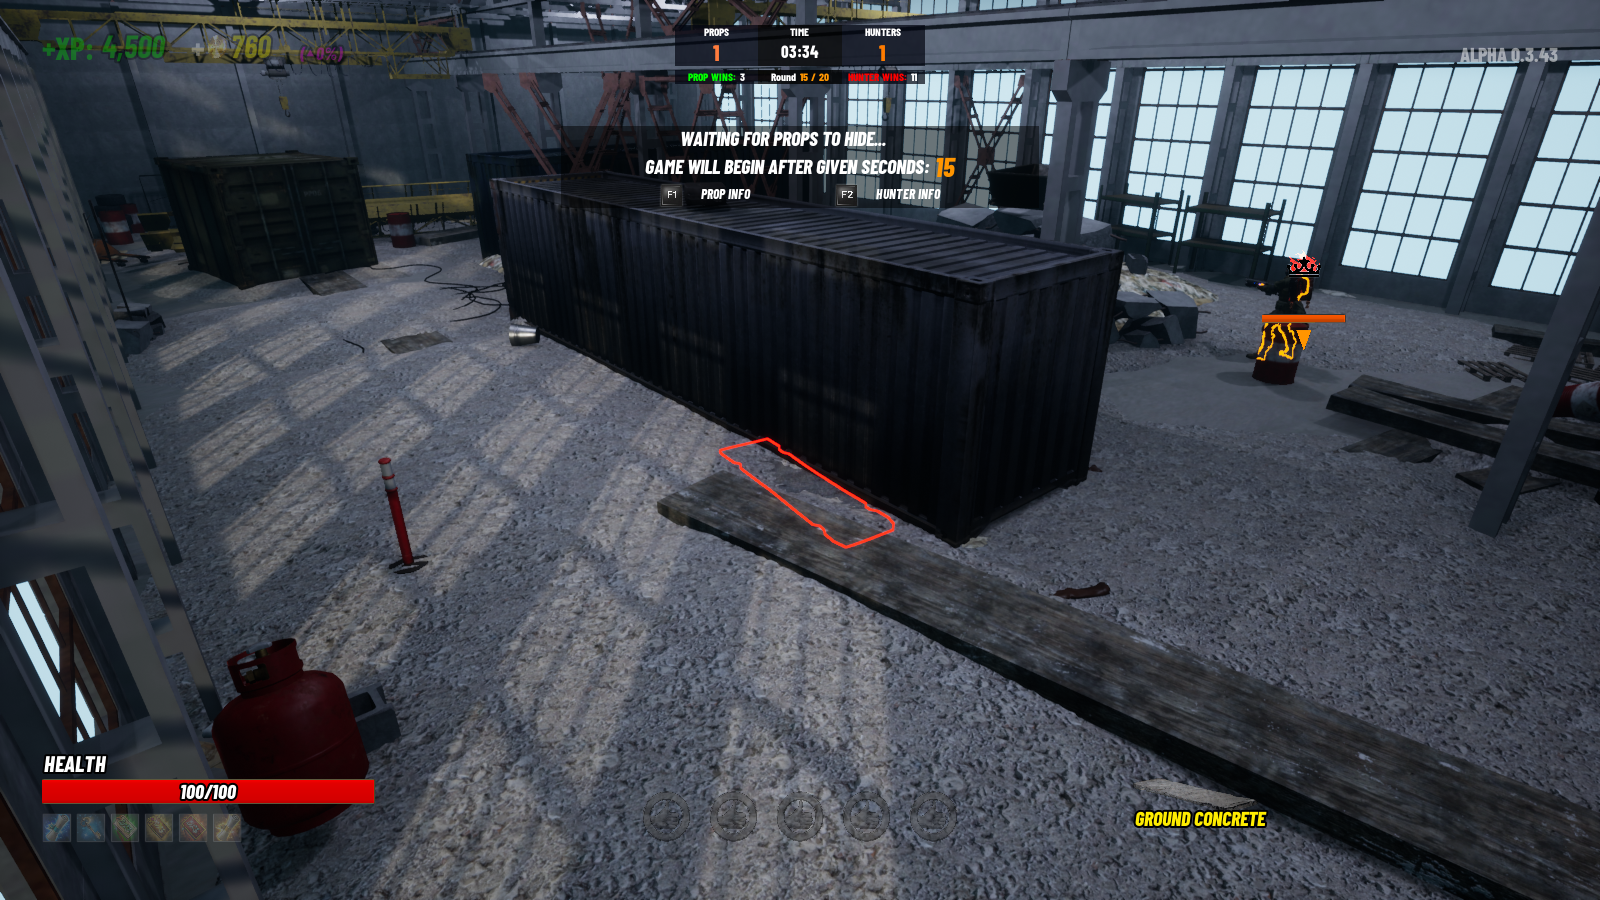 +XP: 4,500 + 760 (+0%)
PROPS TIME HUNTERS
1 03:34 1
PROP WINS: 3 Round 15 / 20 HUNTER WINS: 11
ALPHA 0.3.43
WAITING FOR PROPS TO HIDE...
GAME WILL BEGIN AFTER GIVEN SECONDS: 15
F1 PROP INFO F2 HUNTER INFO
HEALTH
100/100
GROUND CONCRETE